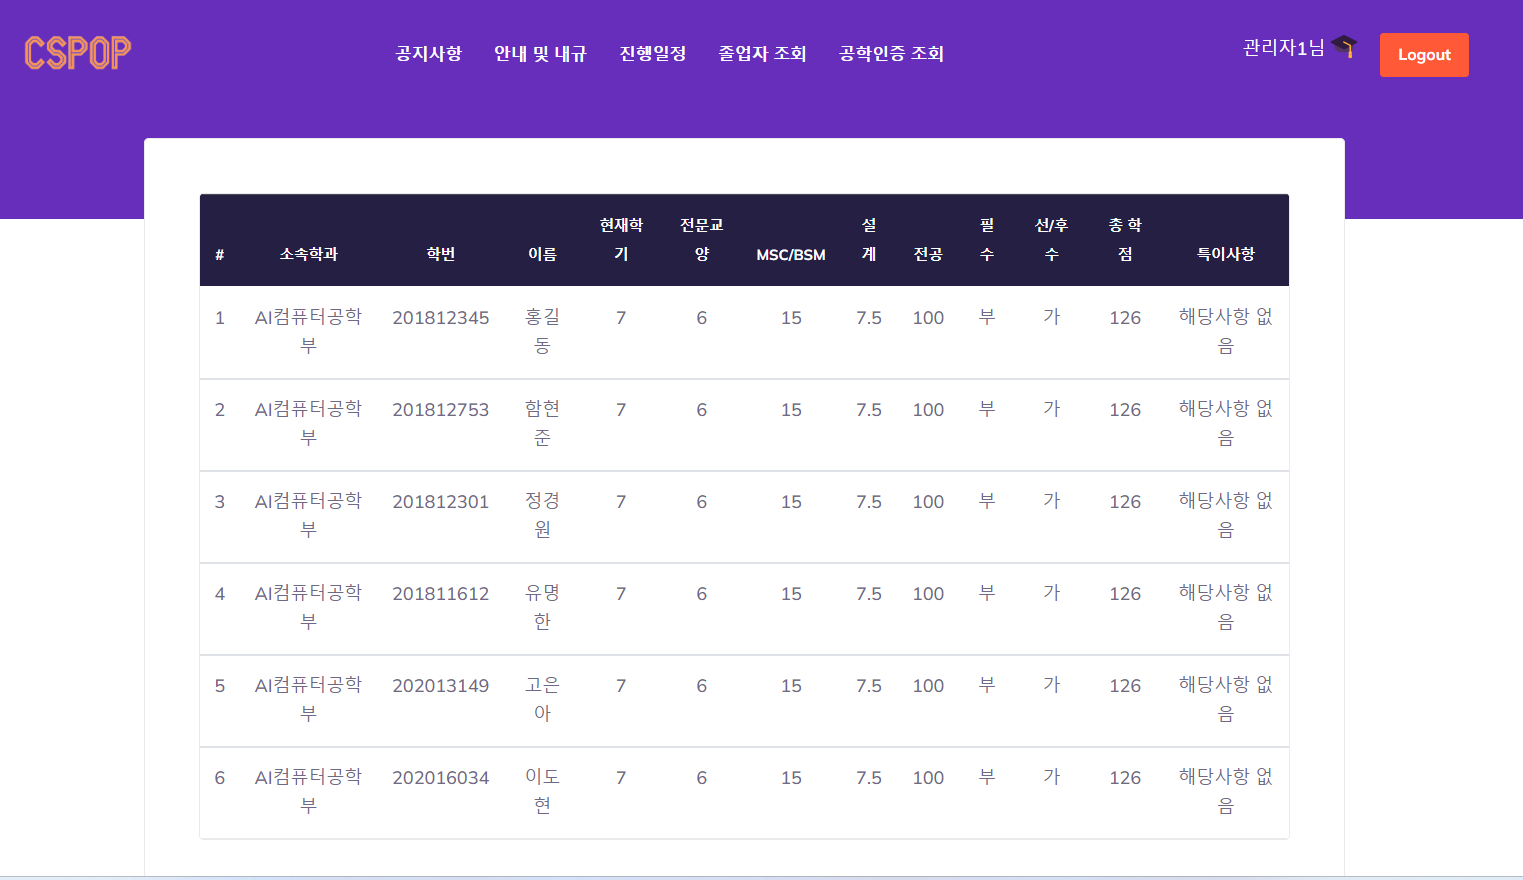 CSPOP
공지사항 안내 및 내규 진행일정 졸업자 조회 공학인증 조회
관리자1님
Logout
현재학 전문교 설 필 선/후 총 학
# 소속학과 학번 이름 기 양 MSC/BSM 계 전공 수 수 점 특이사항
1 AI컴퓨터공학 201812345 홍길 7 6 15 7.5 100 부 가 126 해당사항 없
부 동 음
2 AI컴퓨터공학 201812753 함현 7 6 15 7.5 100 부 가 126 해당사항 없
부 준 음
3 AI컴퓨터공학 201812301 정경 7 6 15 7.5 100 부 가 126 해당사항 없
부 원 음
4 AI컴퓨터공학 201811612 유명 7 6 15 7.5 100 부 가 126 해당사항 없
부 한 음
5 AI컴퓨터공학 202013149 고은 7 6 15 7.5 100 부 가 126 해당사항 없
부 아 음
6 AI컴퓨터공학 202016034 이도 7 6 15 7.5 100 부 가 126 해당사항 없
부 현 음